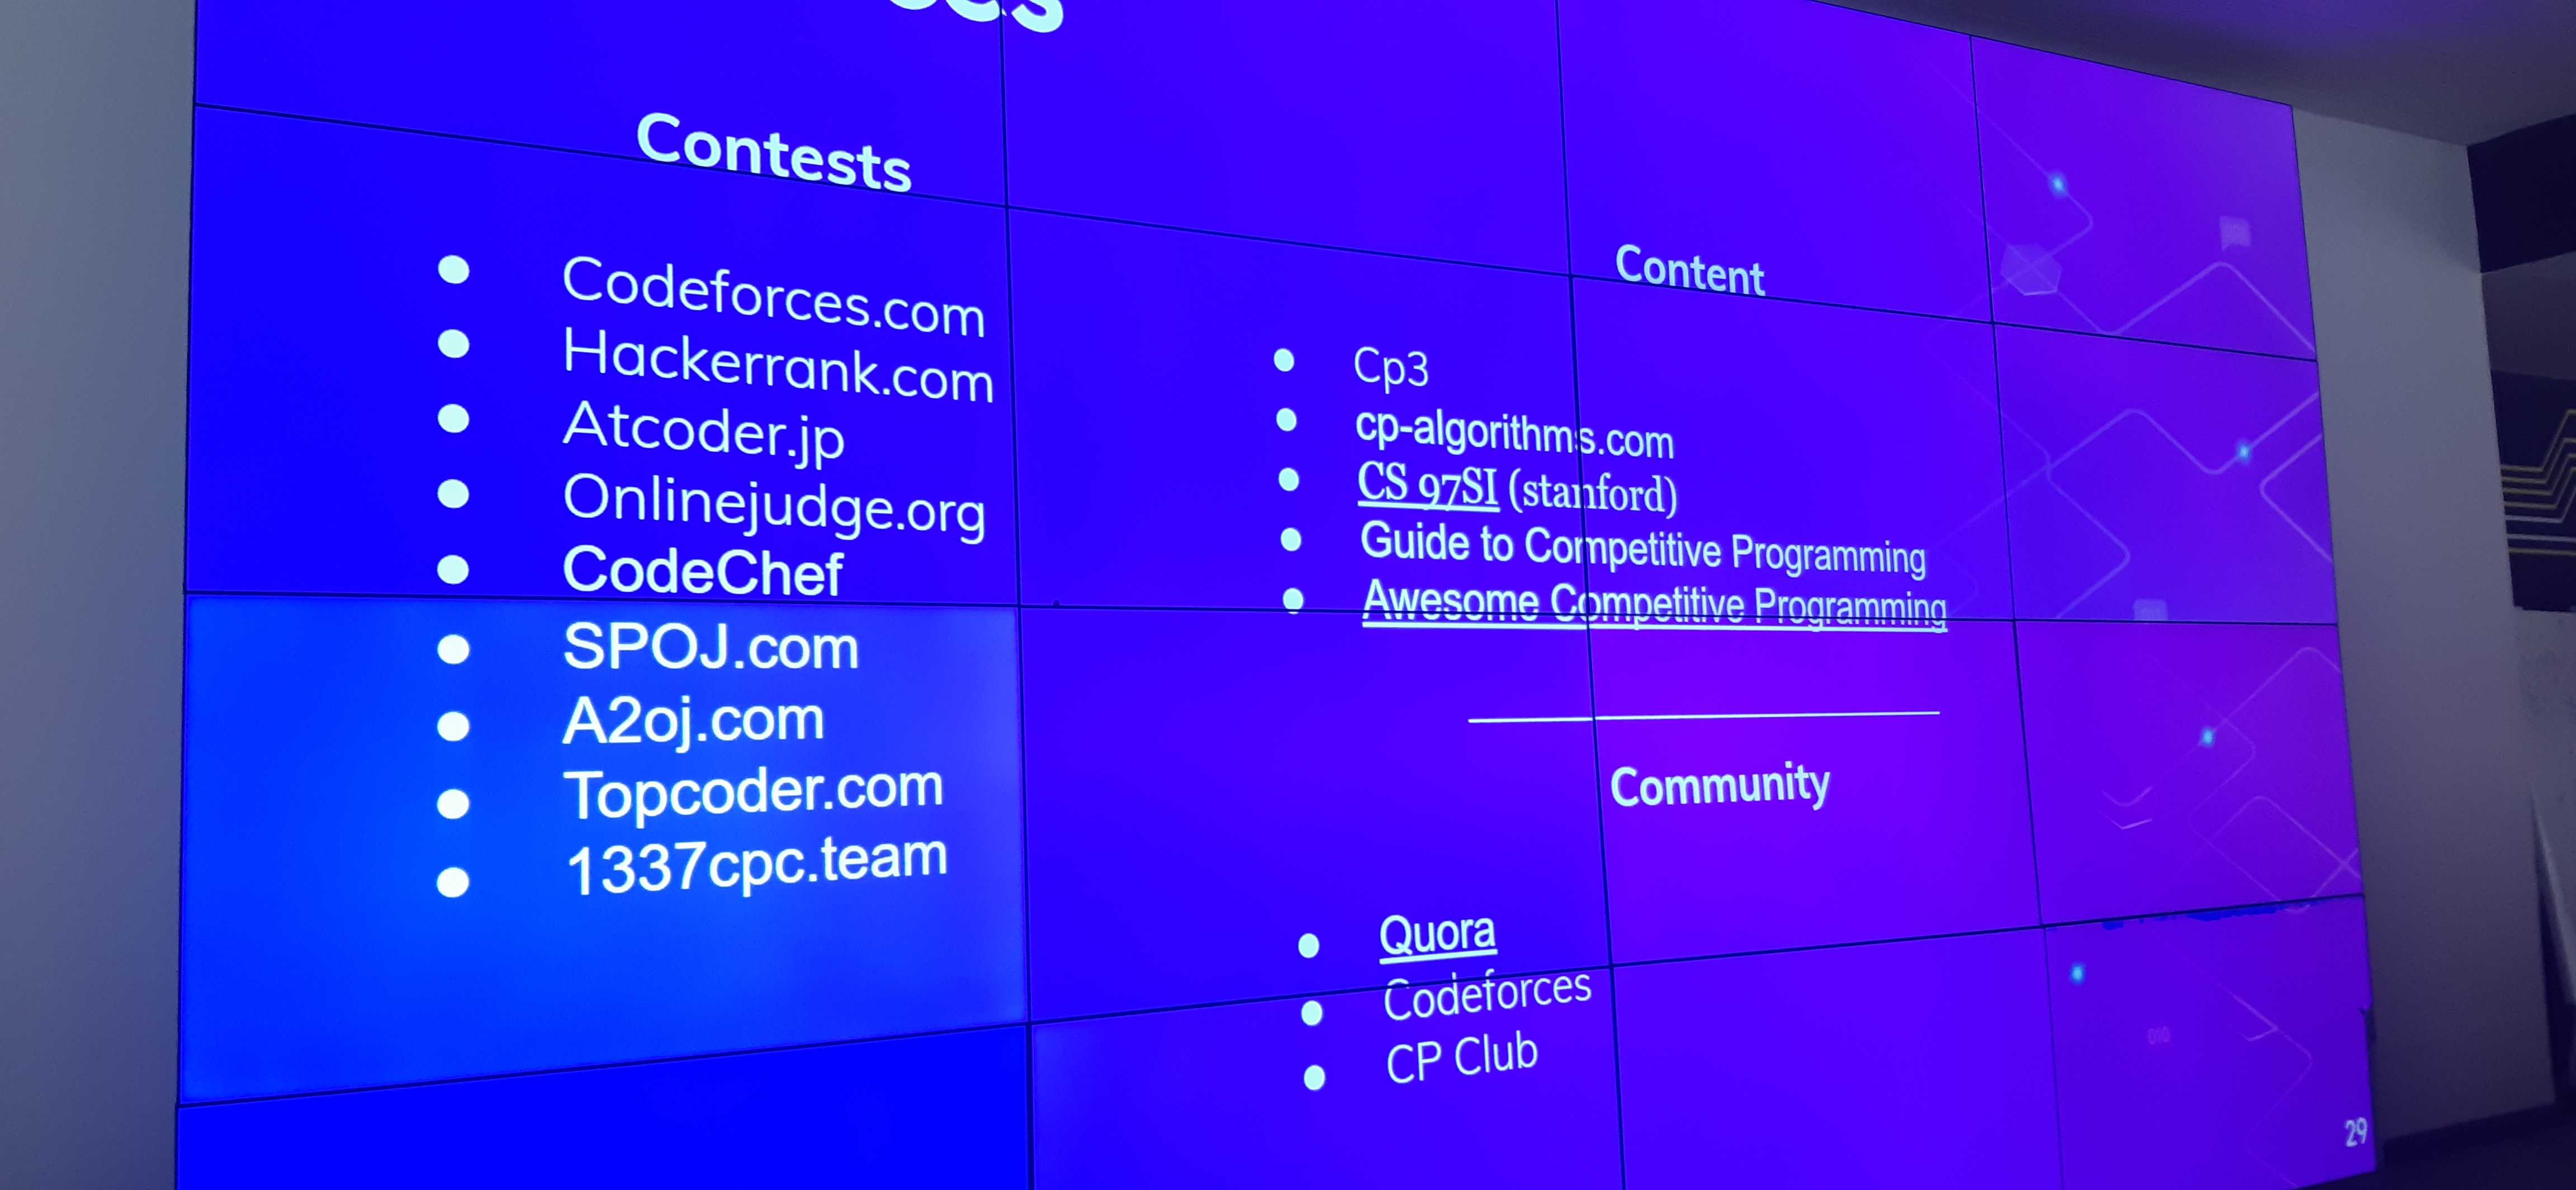 Contests
Codeforces.com
Hackerrank.com
Atcoder.jp
Onlinejudge.org
CodeChef
SPOJ.com
A2oj.com
Topcoder.com
1337cpc.team
Content
Cp3
cp-algorithms.com
CS 97SI (stanford)
Guide to Competitive Programming
Awesome Competitive Programming
Community
Quora
Codeforces
CP Club
29